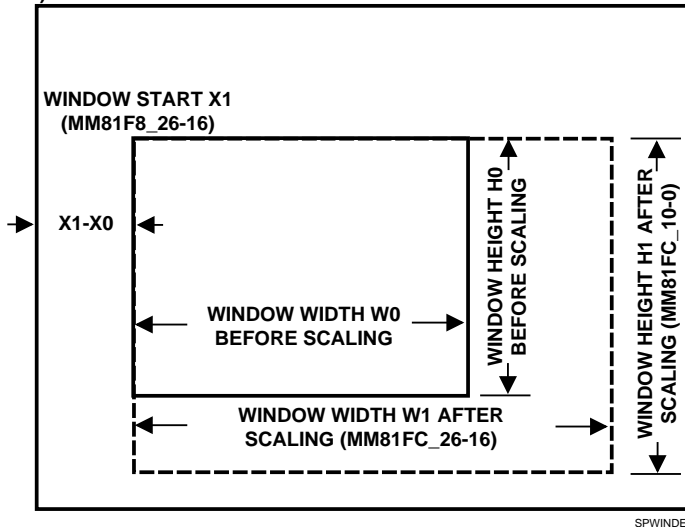 WINDOW START X1
(MM81F8_26-16)
X1-X0
WINDOW WIDTH W0
BEFORE SCALING
WINDOW HEIGHT H0
BEFORE SCALING
WINDOW WIDTH W1 AFTER
SCALING (MM81FC_26-16)
WINDOW HEIGHT H1 AFTER
SCALING (MM81FC_10-0)